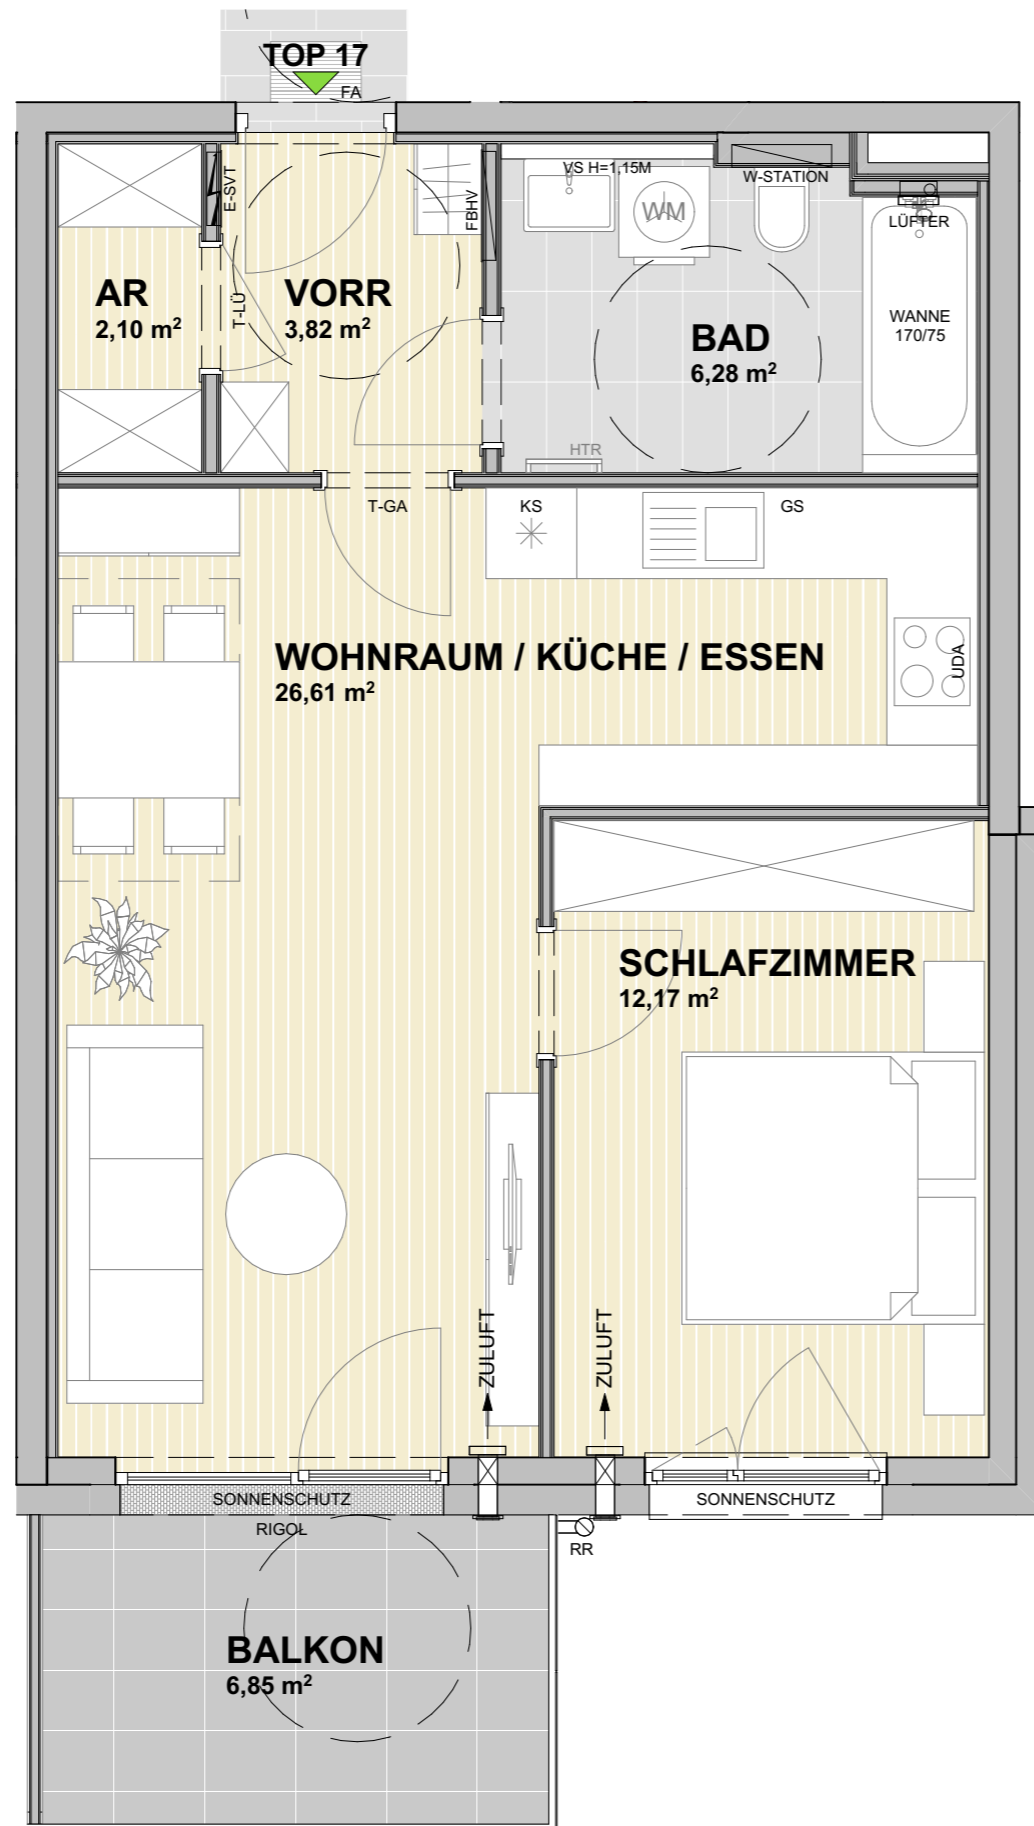 TOP 17
FA
E-SVT
FBHV
VS H=1,15M
W-STATION
LÜFTER
WM
AR
2,10 m²
T-LÜ
VORR
3,82 m²
BAD
6,28 m²
WANNE
170/75
HTR
T-GA
KS
GS
UDA
WOHNRAUM / KÜCHE / ESSEN
26,61 m²
SCHLAFZIMMER
12,17 m²
ZULUFT
ZULUFT
SONNENSCHUTZ
SONNENSCHUTZ
RIGOL
RR
BALKON
6,85 m²